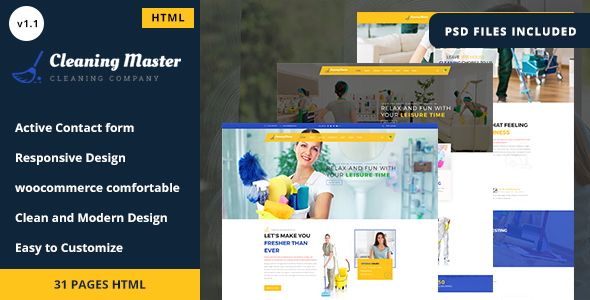 v1.1
HTML
PSD FILES INCLUDED
Cleaning Master
CLEANING COMPANY
Active Contact form
Responsive Design
woocommerce comfortable
Clean and Modern Design
Easy to Customize
31 PAGES HTML
RELAX AND FUN WITH
YOUR LEISURE TIME
RELAX AND FUN WITH
YOUR LEISURE TIME
LET'S MAKE YOU
FRESHER THAN
EVER